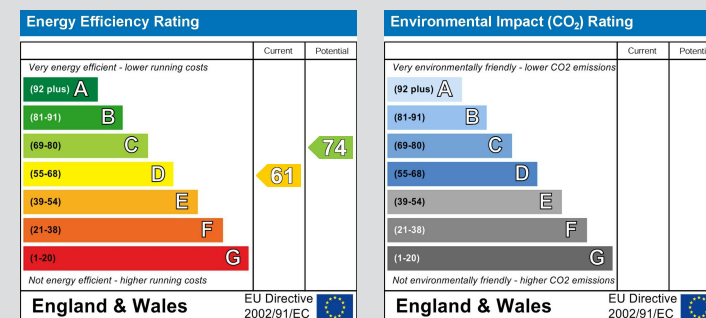 Energy Efficiency Rating
Current Potential
Very energy efficient - lower running costs
(92 plus) A
(81-91) B
(69-80) C
74
(55-68) D
61
(39-54) E
(21-38) F
(1-20) G
Not energy efficient - higher running costs
England & Wales
EU Directive
2002/91/EC
Environmental Impact (CO₂) Rating
Current Potenti
Very environmentally friendly - lower CO2 emissions
(92 plus) A
(81-91) B
(69-80) C
(55-68) D
(39-54) E
(21-38) F
(1-20) G
Not environmentally friendly - higher CO2 emissions
England & Wales
EU Directive
2002/91/EC